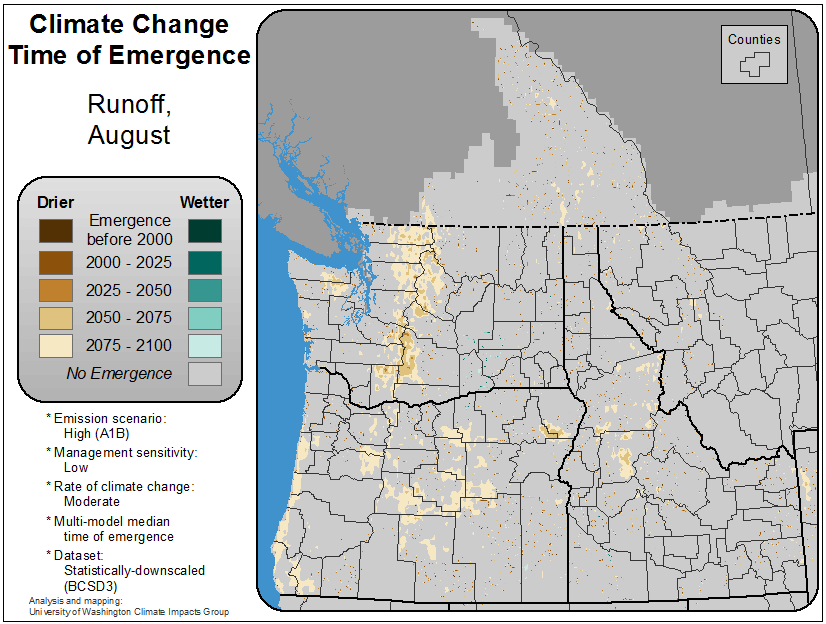 Climate Change
Time of Emergence
Runoff,
August
Drier
Wetter
Emergence
before 2000
2000 - 2025
2025 - 2050
2050 - 2075
2075 - 2100
No Emergence
* Emission scenario:
High (A1B)
* Management sensitivity:
Low
* Rate of climate change:
Moderate
* Multi-model median
time of emergence
* Dataset:
Statistically-downscaled
(BCSD3)
Analysis and mapping:
University of Washington Climate Impacts Group
Counties